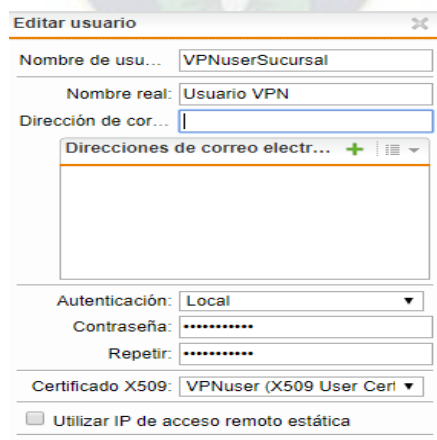 Editar usuario
Nombre de usu... VPNuserSucursal
Nombre real: Usuario VPN
Dirección de cor...
Direcciones de correo electr...
Autenticación: Local
Contraseña: •••••••••••
Repetir: •••••••••••
Certificado X509: VPNuser (X509 User Cert
Utilizar IP de acceso remoto estática